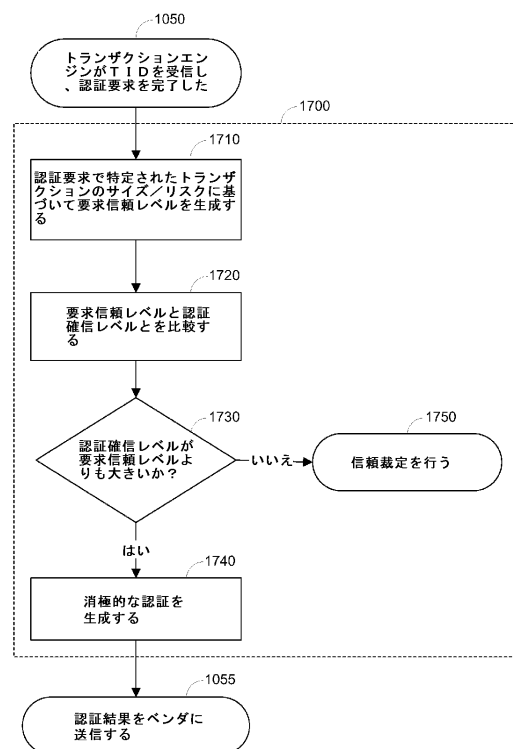 1050
トランザクションエン
ジンがＴＩＤを受信し
、認証要求を完了した
1700
1710
認証要求で特定されたトランザ
クションのサイズ／リスクに基
づいて要求信頼レベルを生成す
る
1720
要求信頼レベルと認証
確信レベルとを比較す
る
1730
認証確信レベルが
要求信頼レベルよ
りも大きいか？
いいえ
1750
信頼裁定を行う
はい
1740
消極的な認証を
生成する
1055
認証結果をベンダに
送信する